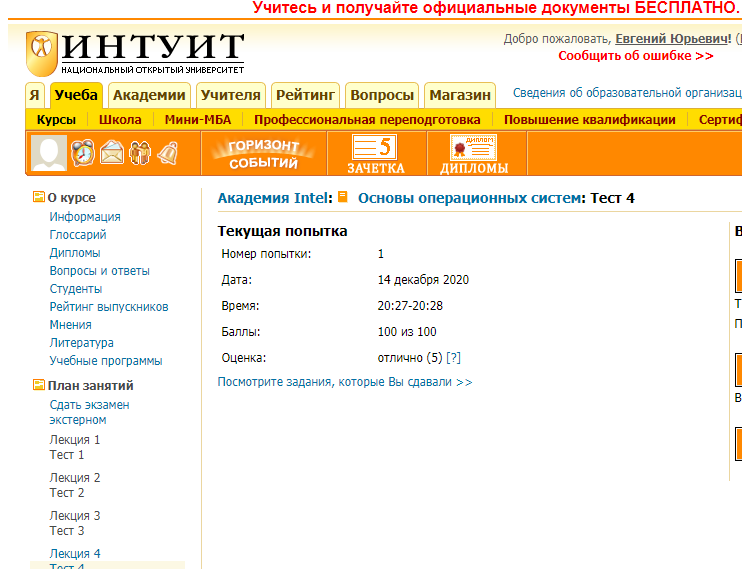 Учитесь и получайте официальные документы БЕСПЛАТНО.
ИНТУИТ
НАЦИОНАЛЬНЫЙ ОТКРЫТЫЙ УНИВЕРСИТЕТ
Добро пожаловать, Евгений Юрьевич! (
Сообщить об ошибке >>
Я Учеба Академии Учителя Рейтинг Вопросы Магазин Сведения об образовательной организац
Курсы Школа Мини-МБА Профессиональная переподготовка Повышение квалификации Сертиф
ГОРИЗОНТ СОБЫТИЙ
5 ЗАЧЕТКА
ДИПЛОМ ДИПЛОМЫ
О курсе
Информация
Глоссарий
Дипломы
Вопросы и ответы
Студенты
Рейтинг выпускников
Мнения
Литература
Учебные программы
План занятий
Сдать экзамен
экстерном
Лекция 1
Тест 1
Лекция 2
Тест 2
Лекция 3
Тест 3
Лекция 4
Тест 4
Академия Intel: Основы операционных систем: Тест 4
Текущая попытка
Номер попытки: 1
Дата: 14 декабря 2020
Время: 20:27-20:28
Баллы: 100 из 100
Оценка: отлично (5) [?]
Посмотрите задания, которые Вы сдавали >>
В
Т
П
В